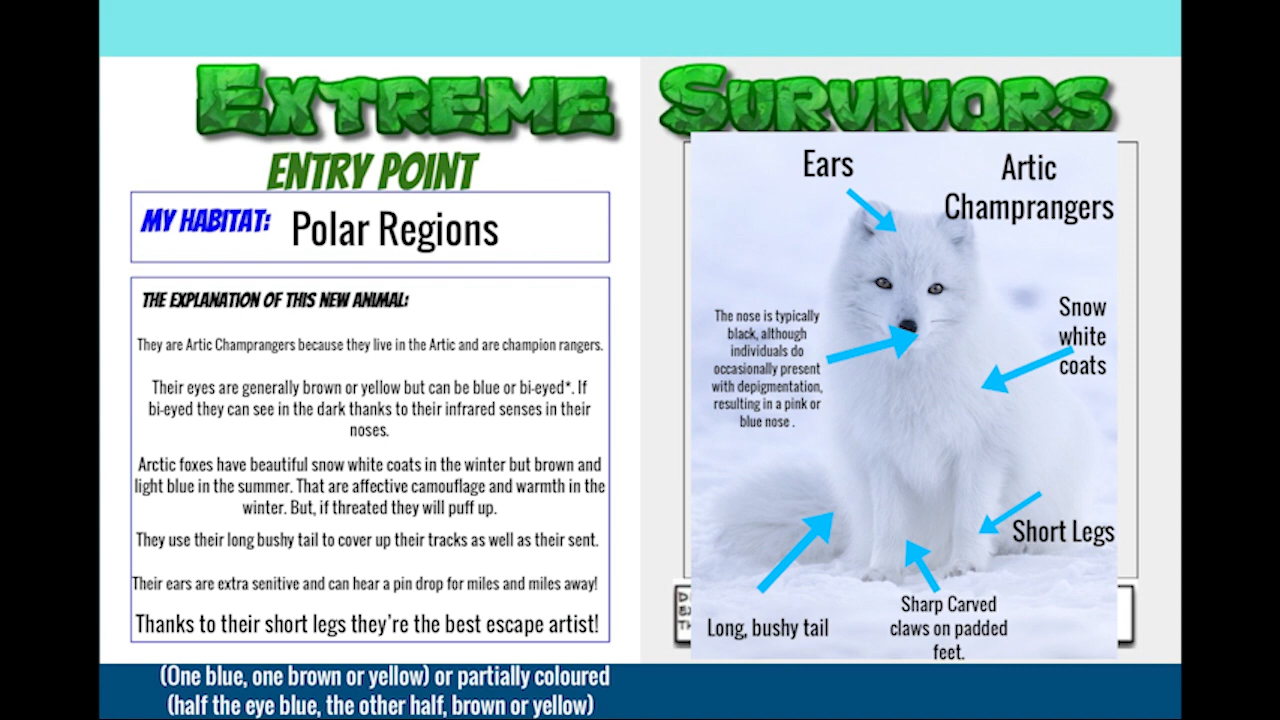 EXTREME SURVIVORS
ENTRY POINT
MY HABITAT: Polar Regions
THE EXPLANATION OF THIS NEW ANIMAL:
They are Artic Champrangers because they live in the Artic and are champion rangers.
Their eyes are generally brown or yellow but can be blue or bi-eyed*. If
bi-eyed they can see in the dark thanks to their infrared senses in their
noses.
Arctic foxes have beautiful snow white coats in the winter but brown and
light blue in the summer. That are affective camouflage and warmth in the
winter. But, if threated they will puff up.
They use their long bushy tail to cover up their tracks as well as their sent.
Their ears are extra senitive and can hear a pin drop for miles and miles away!
Thanks to their short legs they're the best escape artist!
(One blue, one brown or yellow) or partially coloured
(half the eye blue, the other half, brown or yellow)
Ears
Artic
Champrangers
The nose is typically
black, although
individuals do
occasionally present
with depigmentation,
resulting in a pink or
blue nose .
Snow
white
coats
Short Legs
Sharp Carved
claws on padded
feet.
Long, bushy tail